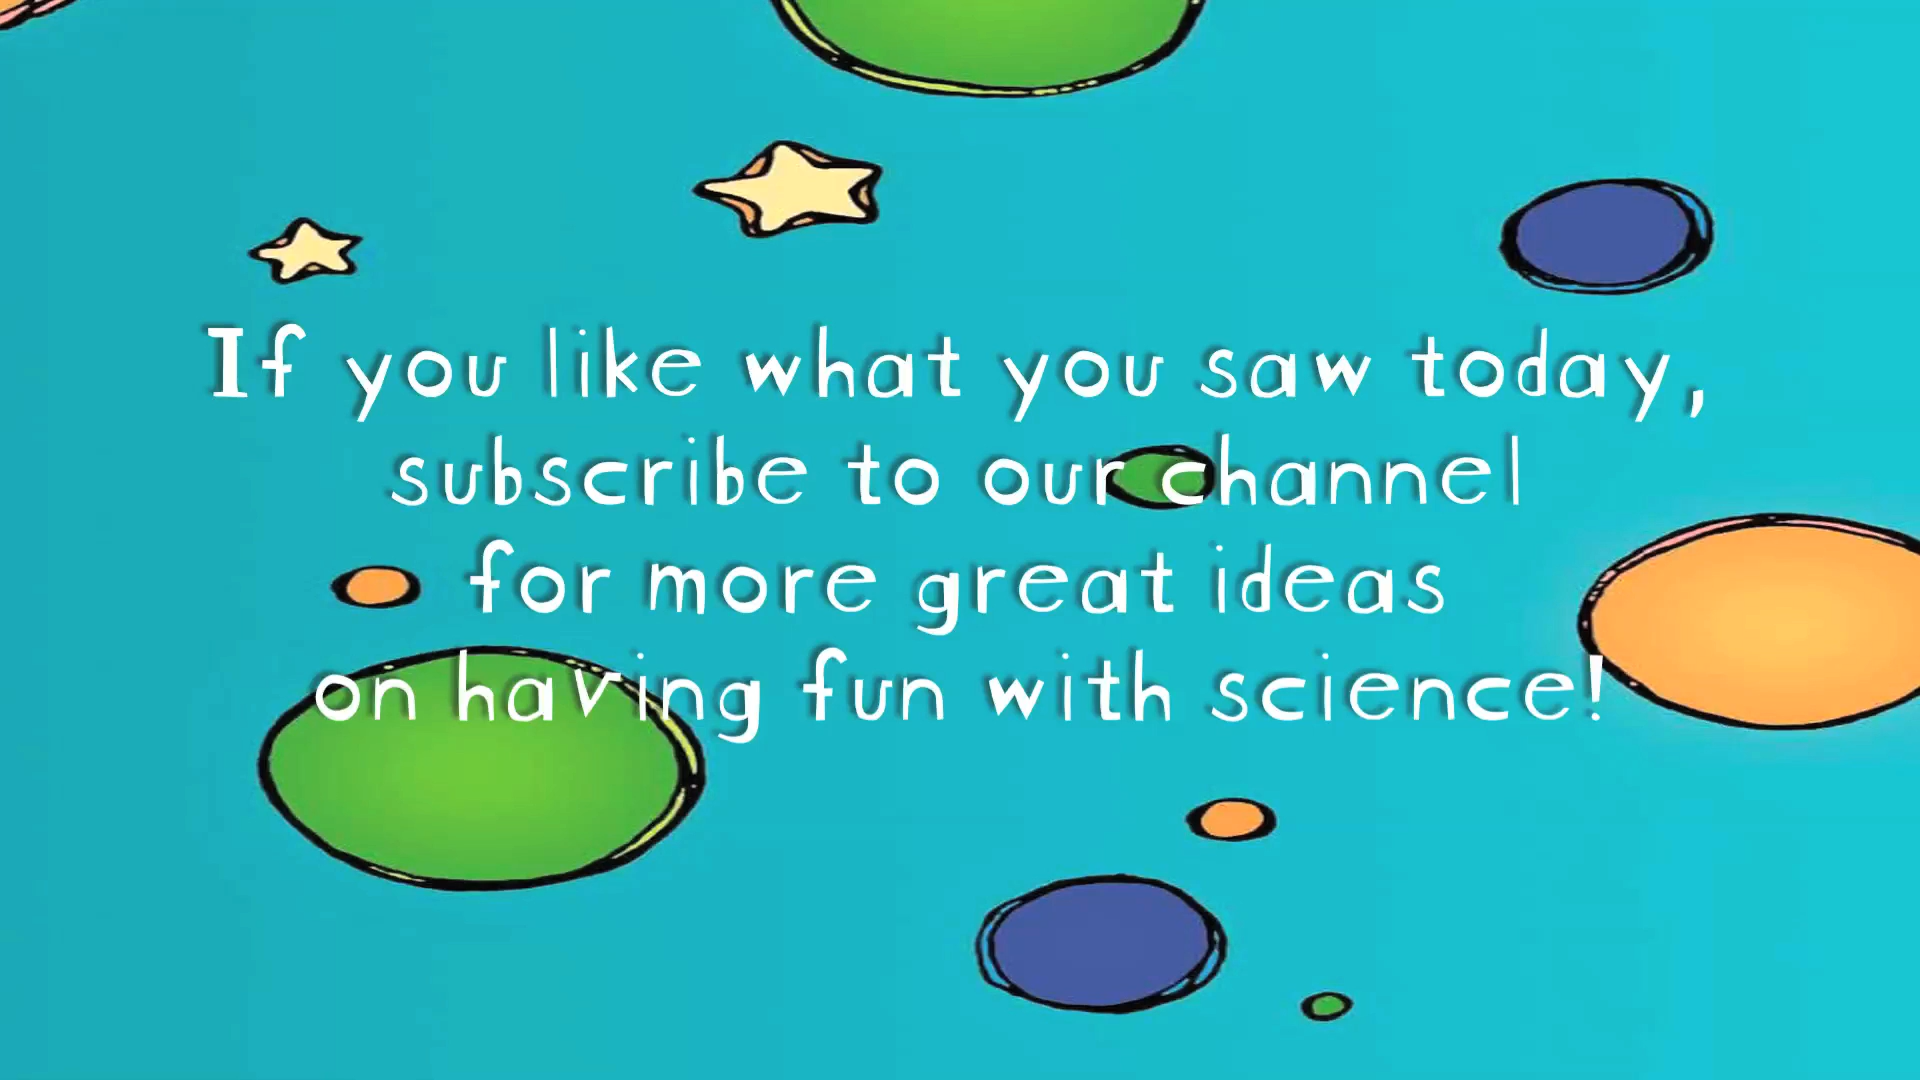 If you like what you saw today,
subscribe to our channel
for more great ideas
on having fun with science!